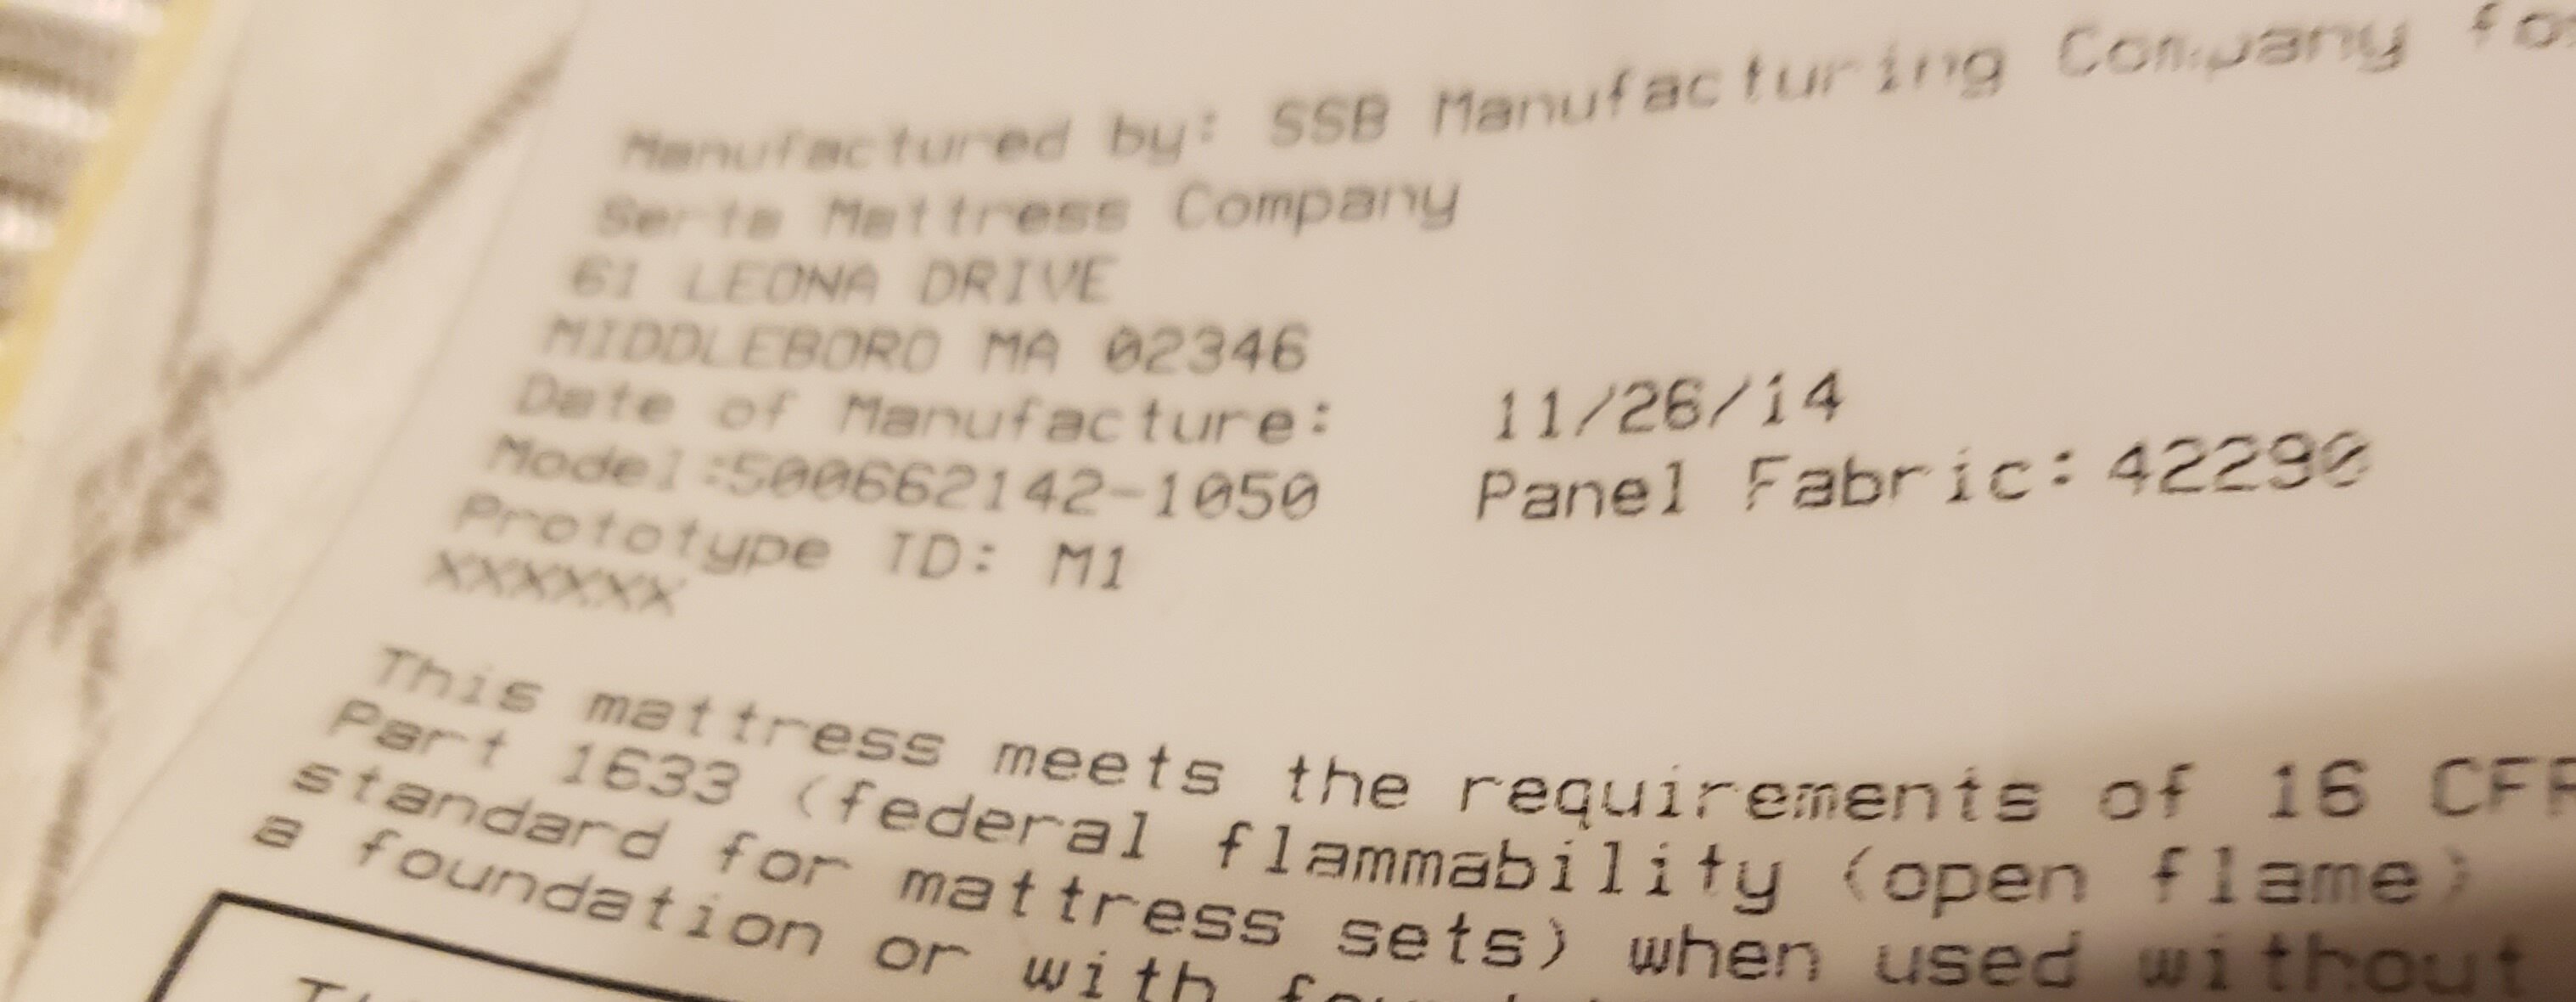 Manufactured by: SSB Manufacturing Company for
Serta Mattress Company
61 LEONA DRIVE
MIDDLEBORO MA 02346
Date of Manufacture: 11/26/14
Model:500662142-1050 Panel Fabric:42290
Prototype ID: M1
XXXXXX
This mattress meets the requirements of 16 CFR
Part 1633 (federal flammability (open flame)
standard for mattress sets) when used without
a foundation or with